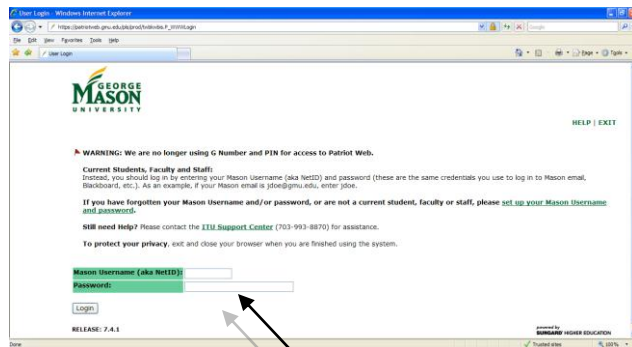 User Login - Windows Internet Explorer
https://patriotweb.gmu.edu/pls/prod/twbkwbis.P_WWWLogin
Google
File Edit View Favorites Tools Help
User Login
Page Tools
GEORGE
MASON
UNIVERSITY
HELP | EXIT
WARNING: We are no longer using G Number and PIN for access to Patriot Web.
Current Students, Faculty and Staff:
Instead, you should log in by entering your Mason Username (aka NetID) and password (these are the same credentials you use to log in to Mason email,
Blackboard, etc.). As an example, if your Mason email is jdoe@gmu.edu, enter jdoe.
If you have forgotten your Mason Username and/or password, or are not a current student, faculty or staff, please set up your Mason Username
and password.
Still need Help? Please contact the ITU Support Center (703-993-8870) for assistance.
To protect your privacy, exit and close your browser when you are finished using the system.
Mason Username (aka NetID):
Password:
Login
RELEASE: 7.4.1
powered by
SUNGARD HIGHER EDUCATION
Done
Trusted sites
100%